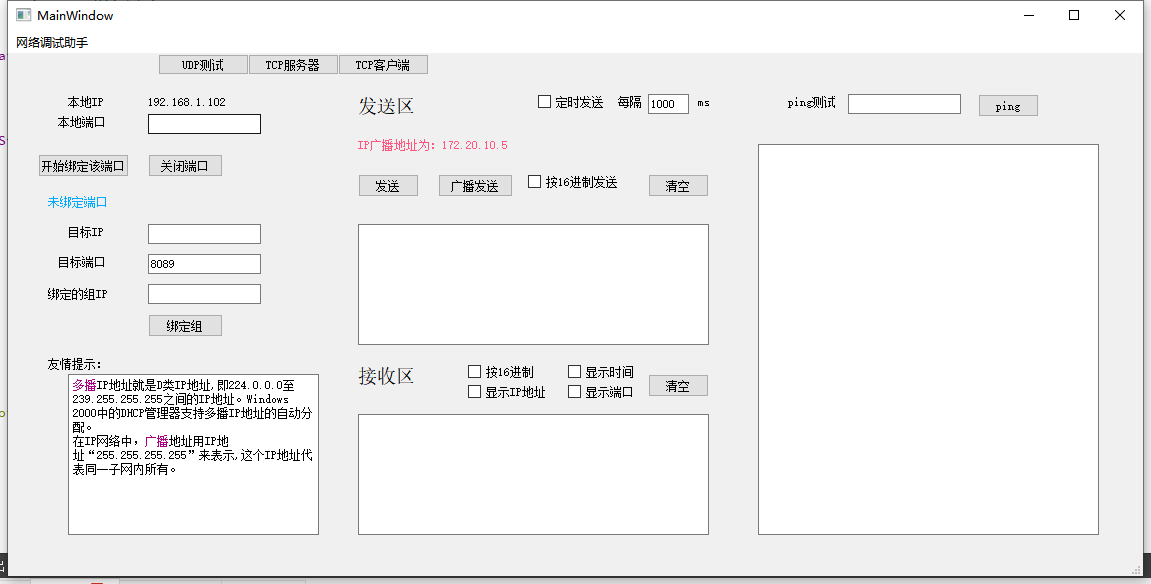 MainWindow
网络调试助手
UDP测试 TCP服务器 TCP客户端
本地IP 192.168.1.102
本地端口
开始绑定该端口 关闭端口
未绑定端口
目标IP
目标端口 8089
绑定的组IP
绑定组
友情提示:
多播IP地址就是D类IP地址,即224.0.0.0至
239.255.255.255之间的IP地址。Windows
2000中的DHCP管理器支持多播IP地址的自动分
配。
在IP网络中，广播地址用IP地
址“255.255.255.255”来表示,这个IP地址代
表同一子网内所有。
发送区 定时发送 每隔 1000 ms
IP广播地址为: 172.20.10.5
发送 广播发送 按16进制发送 清空
接收区 按16进制 显示时间
显示IP地址 显示端口 清空
ping测试 ping